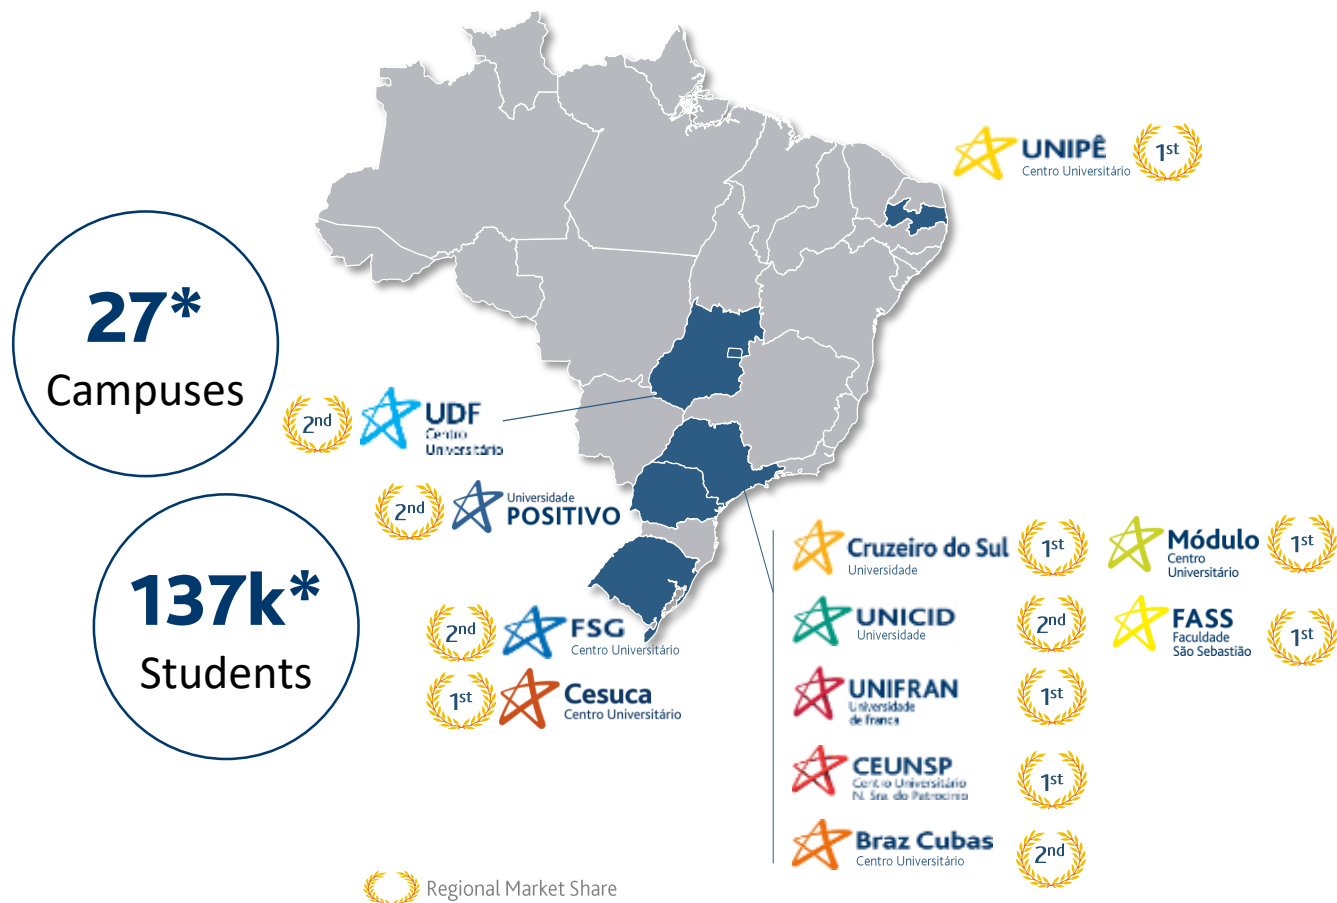 UNIPÊ
Centro Universitário
1st
27*
Campuses
2nd
UDF
Centro
Universitário
2nd
Universidade
POSITIVO
137k*
Students
2nd
FSG
Centro Universitário
1st
Cesuca
Centro Universitário
Cruzeiro do Sul
Universidade
1st
Módulo
Centro
Universitário
1st
UNICID
Universidade
2nd
FASS
Faculdade
São Sebastião
1st
UNIFRAN
Universidade
de Franca
1st
CEUNSP
Centro Universitário
N. Sra. do Patrocínio
1st
Braz Cubas
Centro Universitário
2nd
Regional Market Share